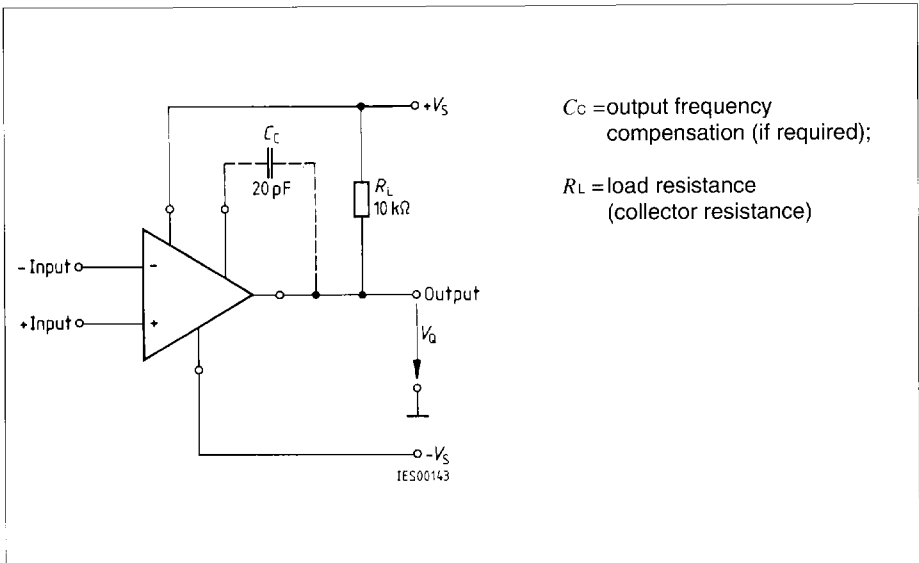 +VS
CC
20 pF
RL
10 kΩ
- Input
-
+ Input
+
Output
VQ
-VS
IES00143
CC =output frequency
compensation (if required);
RL =load resistance
(collector resistance)